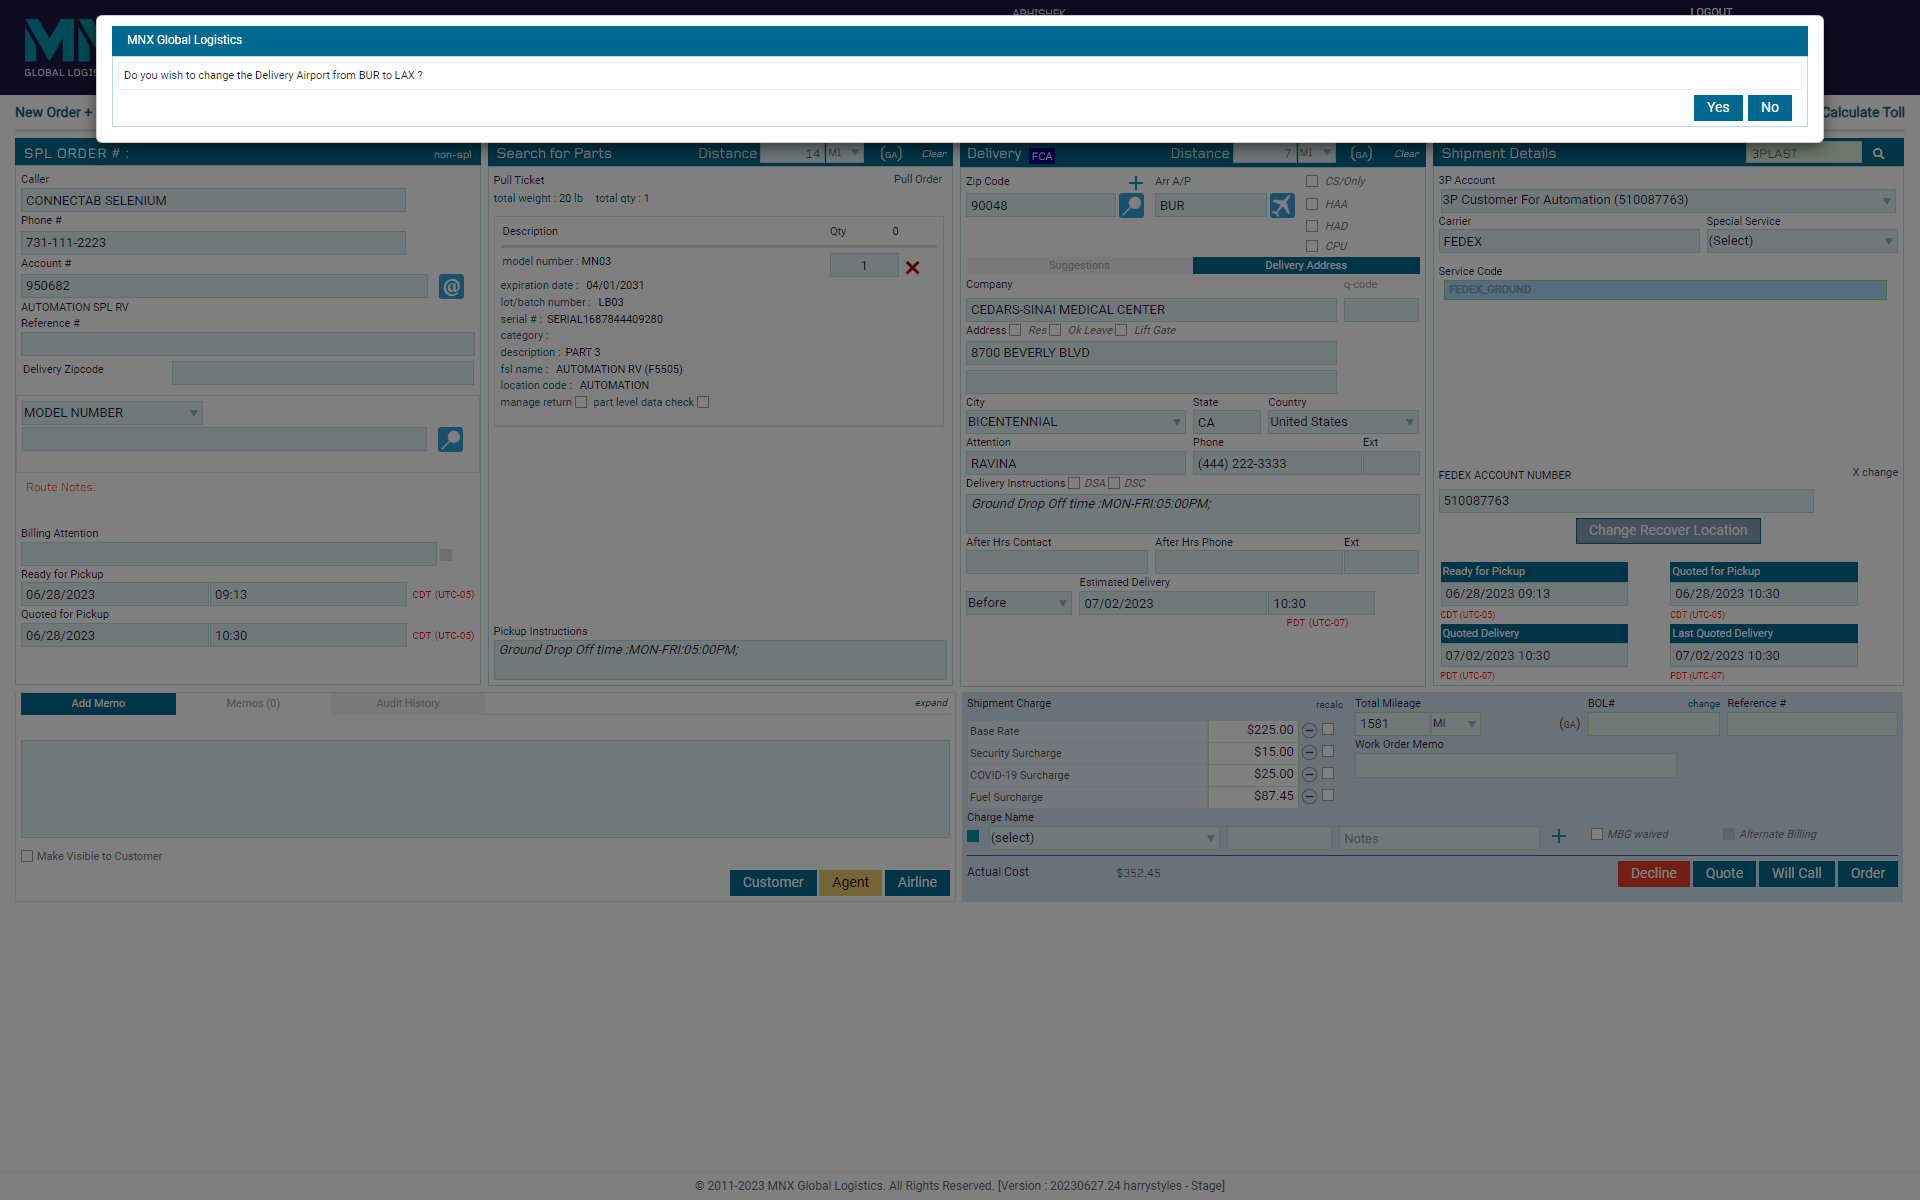 ABHISHEK
LOGOUT
GLOBAL LOGIS
MNX Global Logistics
Do you wish to change the Delivery Airport from BUR to LAX ?
Yes No
New Order +
Calculate Toll
SPL ORDER # :
non-spl
Caller
CONNECTAB SELENIUM
Phone #
731-111-2223
Account #
950682
@
AUTOMATION SPL RV
Reference #
Delivery Zipcode
MODEL NUMBER
Route Notes:
Billing Attention
Ready for Pickup
06/28/2023 09:13 CDT (UTC-05)
Quoted for Pickup
06/28/2023 10:30 CDT (UTC-05)
Search for Parts Distance 14 MI (GA) Clear
Pull Ticket Pull Order
total weight : 20 lb total qty : 1
Description Qty 0
model number : MN03 1
expiration date : 04/01/2031
lot/batch number : LB03
serial # : SERIAL1687844409280
category :
description : PART 3
fsl name : AUTOMATION RV (F5505)
location code : AUTOMATION
manage return part level data check
Pickup Instructions
Ground Drop Off time :MON-FRI:05:00PM;
Delivery FCA Distance 7 MI (GA) Clear
Zip Code Arr A/P CS/Only
90048 BUR HAA
HAD
CPU
Suggestions Delivery Address
Company q-code
CEDARS-SINAI MEDICAL CENTER
Address Res Ok Leave Lift Gate
8700 BEVERLY BLVD
City State Country
BICENTENNIAL CA United States
Attention Phone Ext
RAVINA (444) 222-3333
Delivery Instructions DSA DSC
Ground Drop Off time :MON-FRI:05:00PM;
After Hrs Contact After Hrs Phone Ext
Estimated Delivery
Before 07/02/2023 10:30
PDT (UTC-07)
Shipment Details 3PLAST
3P Account
3P Customer For Automation (510087763)
Carrier Special Service
FEDEX (Select)
Service Code
FEDEX_GROUND
FEDEX ACCOUNT NUMBER X change
510087763
Change Recover Location
Ready for Pickup Quoted for Pickup
06/28/2023 09:13 06/28/2023 10:30
CDT (UTC-05) CDT (UTC-05)
Quoted Delivery Last Quoted Delivery
07/02/2023 10:30 07/02/2023 10:30
PDT (UTC-07) PDT (UTC-07)
Add Memo Memos (0) Audit History expand
Make Visible to Customer
Customer Agent Airline
Shipment Charge recalc Total Mileage BOL# change Reference #
1581 MI (GA)
Base Rate $225.00
Security Surcharge $15.00 Work Order Memo
COVID-19 Surcharge $25.00
Fuel Surcharge $87.45
Charge Name
(select) Notes + MBG waived Alternate Billing
Actual Cost $352.45 Decline Quote Will Call Order
© 2011-2023 MNX Global Logistics. All Rights Reserved. [Version : 20230627.24 harrystyles - Stage]